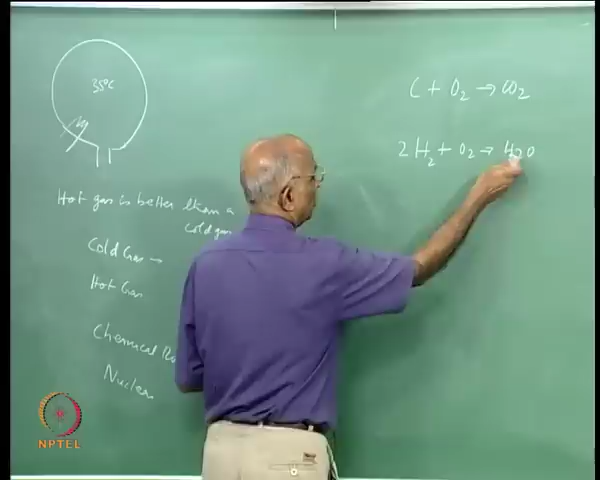 35°C
C + O₂ → CO₂
2H₂ + O₂ → H₂O
Hot gas is better than a
cold gas
Cold Gas →
Hot Gas
Chemical Ro
Nuclear
NPTEL